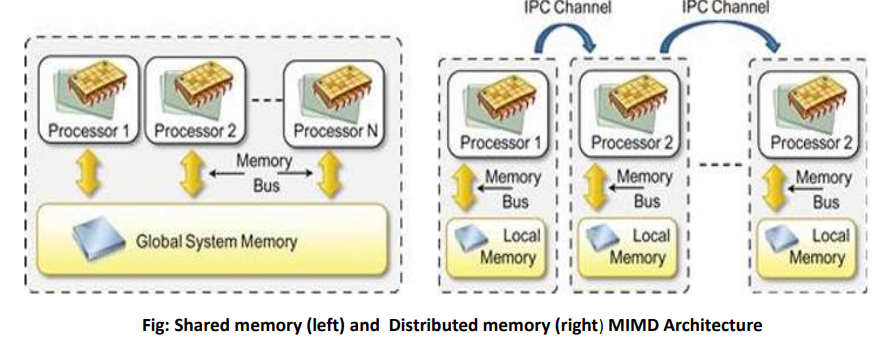 IPC Channel
IPC Channel
Processor 1
Processor 2
Processor N
Memory
Bus
Global System Memory
Processor 1
Memory
Bus
Local
Memory
Processor 2
Memory
Bus
Local
Memory
Processor 2
Memory
Bus
Local
Memory
Fig: Shared memory (left) and Distributed memory (right) MIMD Architecture